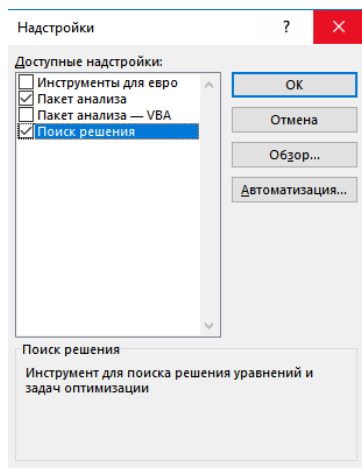 Надстройки ?
Доступные надстройки:
Инструменты для евро
Пакет анализа
Пакет анализа — VBA
Поиск решения
ОК
Отмена
Обзор...
Автоматизация...
Поиск решения
Инструмент для поиска решения уравнений и
задач оптимизации